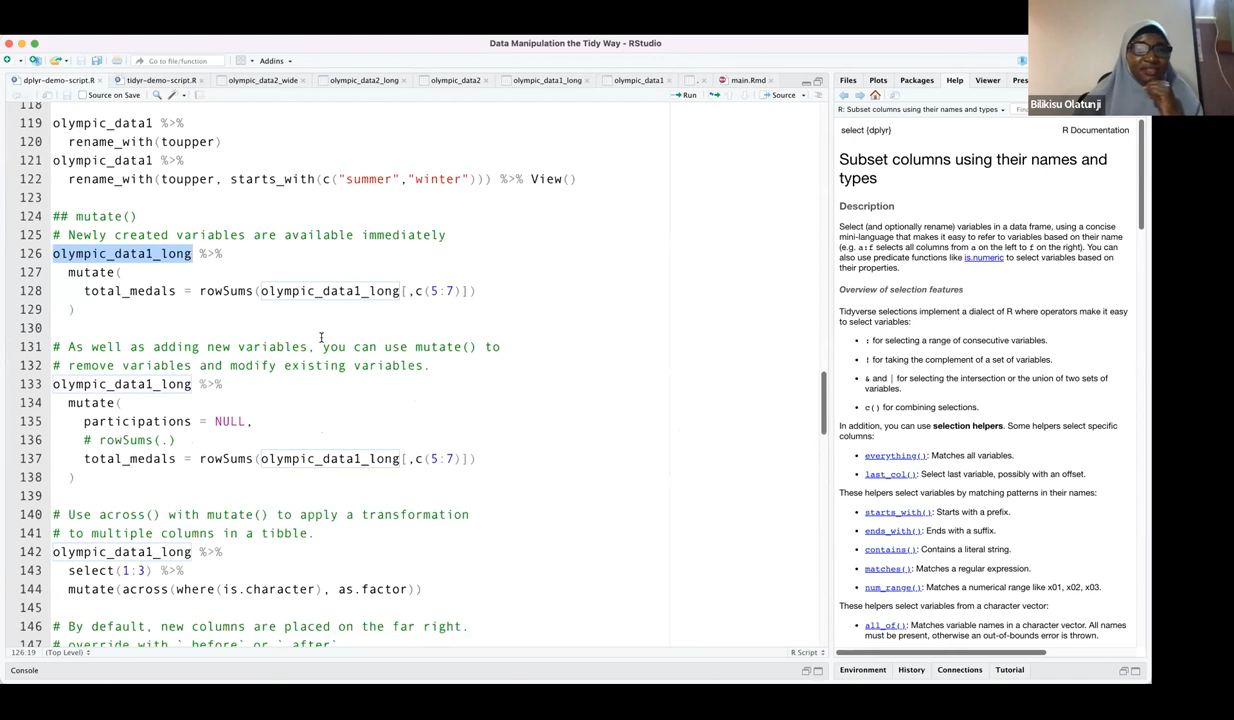 Data Manipulation the Tidy Way - RStudio
Go to file/function
Addins
dplyr-demo-script.R
tidyr-demo-script.R
olympic_data2_wide
olympic_data2_long
olympic_data2
olympic_data1_long
olympic_data1
main.Rmd
Source on Save
Run
Source
118
119 olympic_data1 %>%
120 rename_with(toupper)
121 olympic_data1 %>%
122 rename_with(toupper, starts_with(c("summer","winter"))) %>% View()
123
124 ## mutate()
125 # Newly created variables are available immediately
126 olympic_data1_long %>%
127 mutate(
128 total_medals = rowSums(olympic_data1_long[,c(5:7)])
129 )
130
131 # As well as adding new variables, you can use mutate() to
132 # remove variables and modify existing variables.
133 olympic_data1_long %>%
134 mutate(
135 participations = NULL,
136 # rowSums(.)
137 total_medals = rowSums(olympic_data1_long[,c(5:7)])
138 )
139
140 # Use across() with mutate() to apply a transformation
141 # to multiple columns in a tibble.
142 olympic_data1_long %>%
143 select(1:3) %>%
144 mutate(across(where(is.character), as.factor))
145
146 # By default, new columns are placed on the far right.
147 # override with `.before` or `.after`
126:19
(Top Level)
R Script
Console
Files
Plots
Packages
Help
Viewer
Pres
R: Subset columns using their names and types
select {dplyr}
R Documentation
Subset columns using their names and
types
Description
Select (and optionally rename) variables in a data frame, using a concise
mini-language that makes it easy to refer to variables based on their name
(e.g. a:f selects all columns from a on the left to f on the right). You can
also use predicate functions like is.numeric to select variables based on
their properties.
Overview of selection features
Tidyverse selections implement a dialect of R where operators make it easy
to select variables:
• : for selecting a range of consecutive variables.
• ! for taking the complement of a set of variables.
• & and | for selecting the intersection or the union of two sets of
variables.
• c() for combining selections.
In addition, you can use selection helpers. Some helpers select specific
columns:
• everything(): Matches all variables.
• last_col(): Select last variable, possibly with an offset.
These helpers select variables by matching patterns in their names:
• starts_with(): Starts with a prefix.
• ends_with(): Ends with a suffix.
• contains(): Contains a literal string.
• matches(): Matches a regular expression.
• num_range(): Matches a numerical range like x01, x02, x03.
These helpers select variables from a character vector:
• all_of(): Matches variable names in a character vector. All names
must be present, otherwise an out-of-bounds error is thrown.
Environment
History
Connections
Tutorial
Bilikisu Olatunji